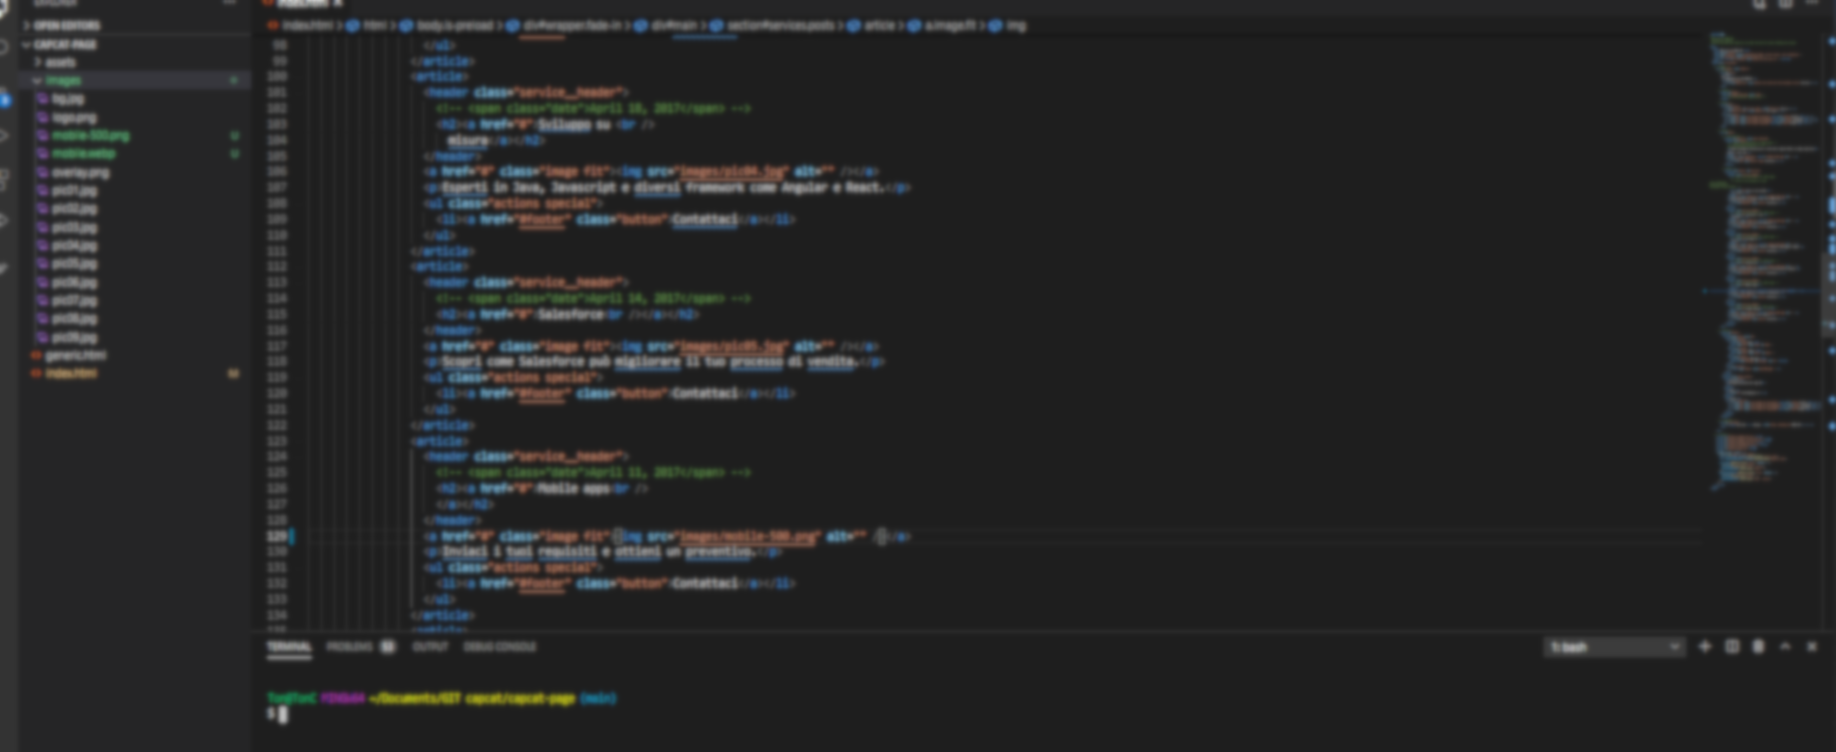 index.html
index.html > html > body.is-preload > div#wrapper.fade-in > div#main > section#services.posts > article > a.image.fit > img
OPEN EDITORS
CAPCAT-PAGE
assets
images
bg.jpg
logo.png
mobile-500.png U
mobile.webp U
overlay.png
pic01.jpg
pic02.jpg
pic03.jpg
pic04.jpg
pic05.jpg
pic06.jpg
pic07.jpg
pic08.jpg
pic09.jpg
generic.html
index.html M
98 </ul>
99 </article>
100 <article>
101 <header class="service__header">
102 <!-- <span class="date">April 18, 2017</span> -->
103 <h2><a href="#">Sviluppo su <br />
104 misura</a></h2>
105 </header>
106 <a href="#" class="image fit"><img src="images/pic04.jpg" alt="" /></a>
107 <p>Esperti in Java, Javascript e diversi framework come Angular e React.</p>
108 <ul class="actions special">
109 <li><a href="#footer" class="button">Contattaci</a></li>
110 </ul>
111 </article>
112 <article>
113 <header class="service__header">
114 <!-- <span class="date">April 14, 2017</span> -->
115 <h2><a href="#">Salesforce<br /></a></h2>
116 </header>
117 <a href="#" class="image fit"><img src="images/pic05.jpg" alt="" /></a>
118 <p>Scopri come Salesforce può migliorare il tuo processo di vendita.</p>
119 <ul class="actions special">
120 <li><a href="#footer" class="button">Contattaci</a></li>
121 </ul>
122 </article>
123 <article>
124 <header class="service__header">
125 <!-- <span class="date">April 11, 2017</span> -->
126 <h2><a href="#">Mobile apps<br />
127 </a></h2>
128 </header>
129 <a href="#" class="image fit"><img src="images/mobile-500.png" alt="" /></a>
130 <p>Inviaci i tuoi requisiti e ottieni un preventivo.</p>
131 <ul class="actions special">
132 <li><a href="#footer" class="button">Contattaci</a></li>
133 </ul>
134 </article>
TERMINAL PROBLEMS OUTPUT DEBUG CONSOLE 1: bash
~/Documents/GIT capcat/capcat-page (main)
$